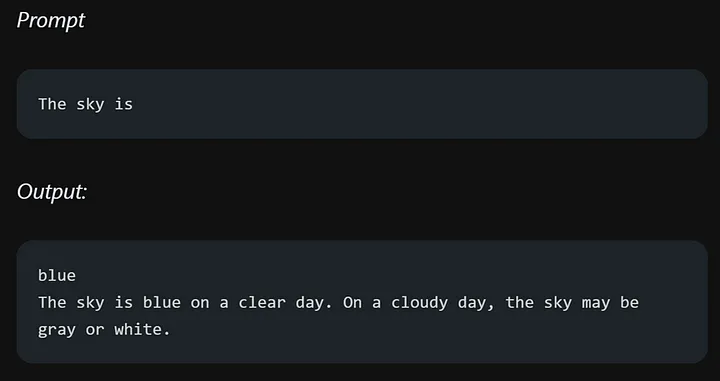 Prompt
The sky is
Output:
blue
The sky is blue on a clear day. On a cloudy day, the sky may be
gray or white.